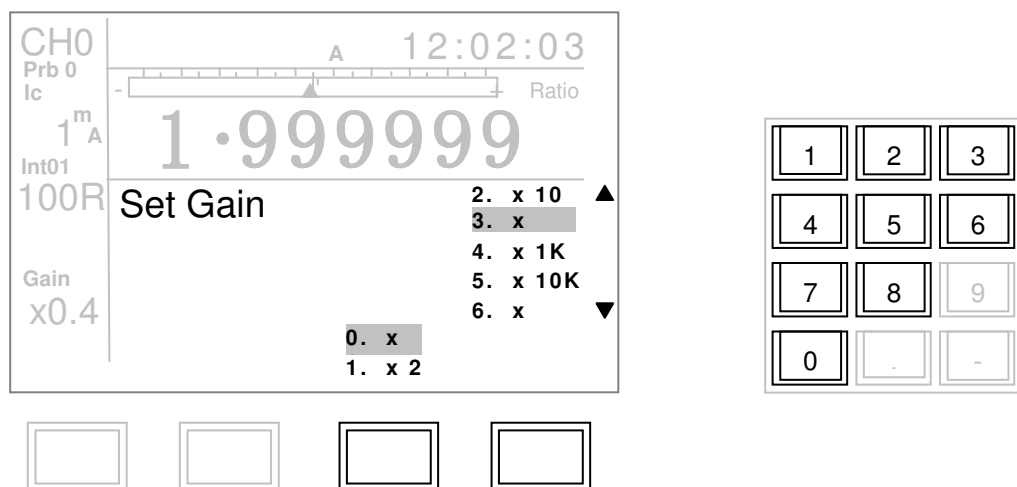 CH0
A 12:02:03
Prb 0
Ic
- + Ratio
1 m A
1.999999
Int01
100R
Set Gain
2. x 10 ▲
3. x
4. x 1K
5. x 10K
6. x ▼
Gain
x0.4
0. x
1. x 2
1 2 3
4 5 6
7 8 9
0 . -